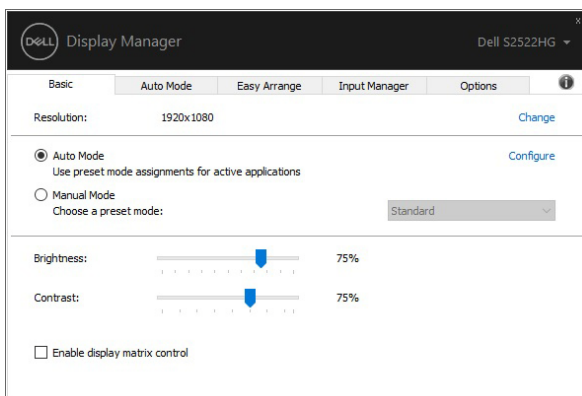 DELL Display Manager Dell S2522HG
x
Basic Auto Mode Easy Arrange Input Manager Options
Resolution: 1920x1080 Change
Auto Mode Configure
Use preset mode assignments for active applications
Manual Mode
Choose a preset mode: Standard
Brightness: 75%
Contrast: 75%
Enable display matrix control